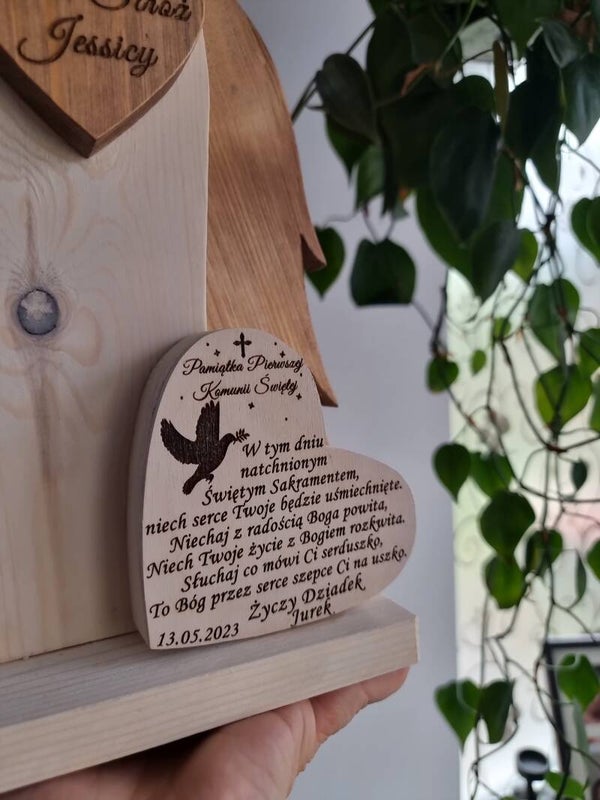 Stróż
Jessicy
Pamiątka Pierwszej
Komunii Świętej
W tym dniu
natchnionym
Świętym Sakramentem,
niech serce Twoje będzie uśmiechnięte.
Niechaj z radością Boga powita,
Niech Twoje życie z Bogiem rozkwita.
Słuchaj co mówi Ci serduszko,
To Bóg przez serce szepce Ci na uszko.
Życzy Dziadek
Jurek
13.05.2023